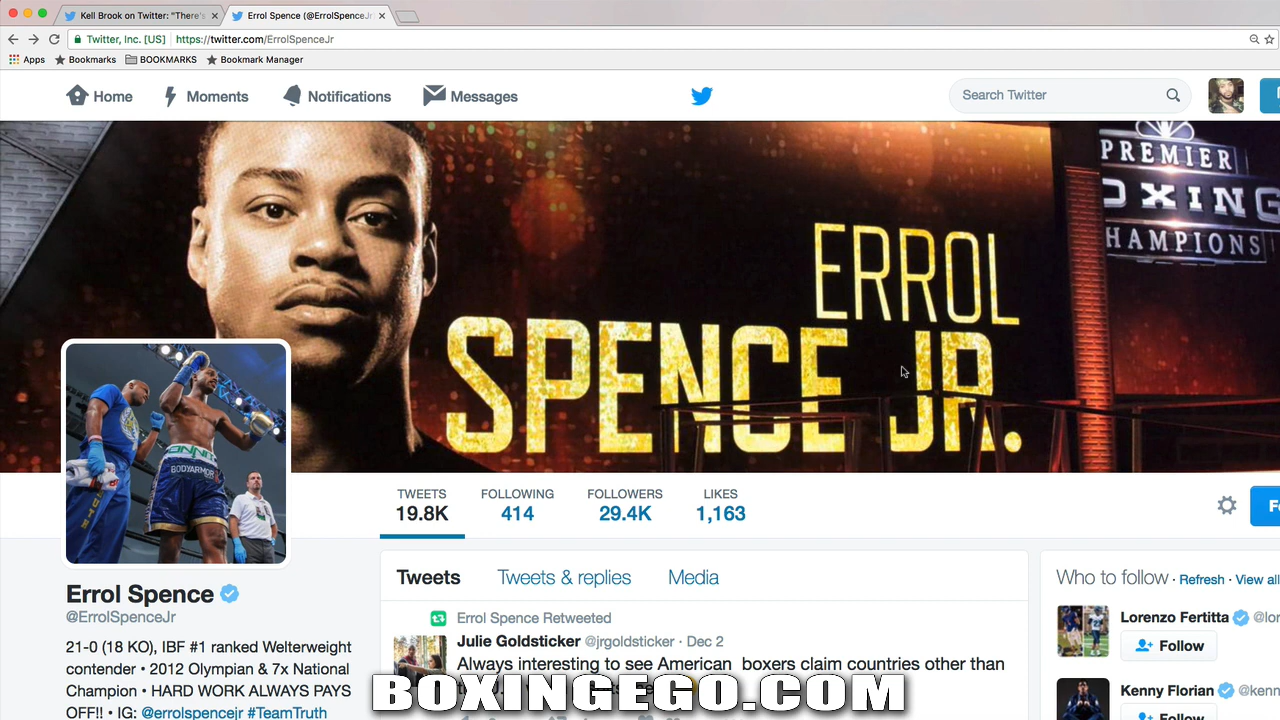 Kell Brook on Twitter: "There's
Errol Spence (@ErrolSpenceJr
Twitter, Inc. [US]
https://twitter.com/ErrolSpenceJr
Apps
Bookmarks
BOOKMARKS
Bookmark Manager
Home
Moments
Notifications
Messages
Search Twitter
PREMIER
OXING
HAMPIONS
ERROL
SPENCE JR.
BODYARMOR
TWEETS
FOLLOWING
FOLLOWERS
LIKES
19.8K
414
29.4K
1,163
Errol Spence
@ErrolSpenceJr
21-0 (18 KO), IBF #1 ranked Welterweight
contender • 2012 Olympian & 7x National
Champion • HARD WORK ALWAYS PAYS
OFF!! • IG: @errolspencejr #TeamTruth
Tweets
Tweets & replies
Media
Errol Spence Retweeted
Julie Goldsticker @jrgoldsticker · Dec 2
Always interesting to see American boxers claim countries other than
Who to follow · Refresh · View all
Lorenzo Fertitta @lor
Follow
Kenny Florian @kenn
Follow
BOXINGEGO.COM